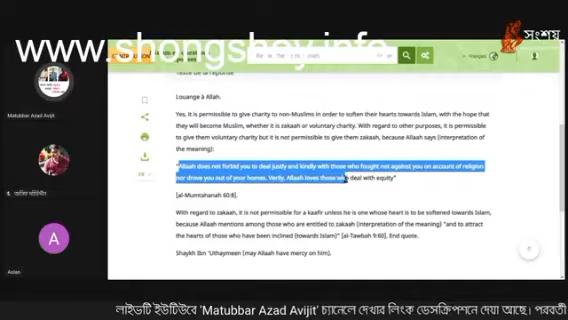 www.shongshoy.info
সংশয়
Français
Texte de la réponse
Louange à Allah.
Matubbar Azad Avijit
Yes, it is permissible to give charity to non-Muslims in order to soften their hearts towards Islam, with the hope that
they will become Muslim, whether it is zakaah or voluntary charity. With regard to other purposes, it is permissible
to give them voluntary charity but it is not permissible to give them zakaah, because Allaah says [interpretation of
the meaning]:
"Allaah does not forbid you to deal justly and kindly with those who fought not against you on account of religion
nor drove you out of your homes. Verily, Allaah loves those who deal with equity"
[al-Mumtahanah 60:8].
With regard to zakaah, it is not permissible for a kaafir unless he is one whose heart is to be softened towards Islam,
because Allaah mentions among those who are entitled to zakaah [interpretation of the meaning] "and to attract
the hearts of those who have been inclined (towards Islam)" [al-Tawbah 9:60]. End quote.
Shaykh Ibn 'Uthaymeen (may Allaah have mercy on him).
A
Aslan
লাইভটি ইউটিউবে 'Matubbar Azad Avijit' চ্যানেলে দেখার লিংক ডেসক্রিপশনে দেয়া আছে। পরবর্তী